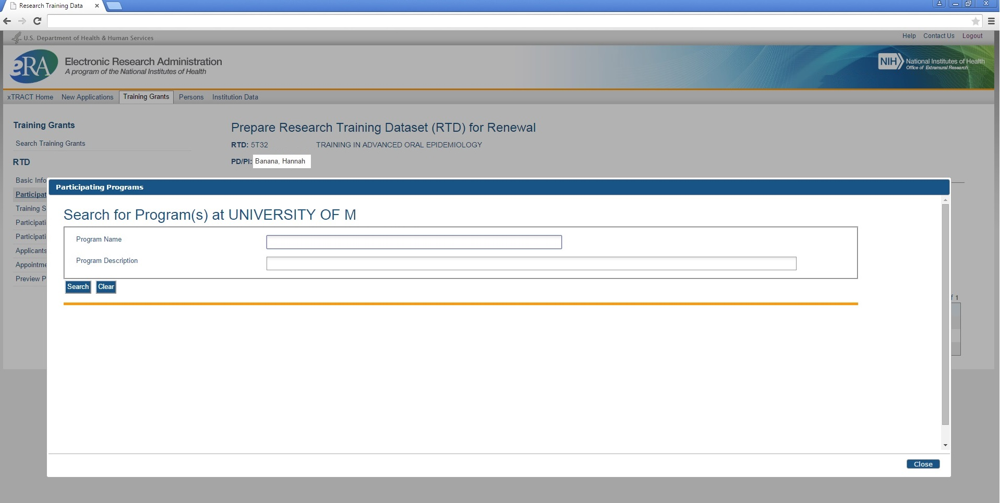 Research Training Data
U.S. Department of Health & Human Services
Help Contact Us Logout
eRA
Electronic Research Administration
A program of the National Institutes of Health
NIH National Institutes of Health
Office of Extramural Research
xTRACT Home New Applications Training Grants Persons Institution Data
Training Grants
Search Training Grants
RTD
Basic Info
Participat
Training S
Participati
Participati
Applicants
Appointme
Preview P
Prepare Research Training Dataset (RTD) for Renewal
RTD: 5T32 TRAINING IN ADVANCED ORAL EPIDEMIOLOGY
PD/PI: Banana, Hannah
Participating Programs
Search for Program(s) at UNIVERSITY OF M
Program Name
Program Description
Search Clear
f 1
Close